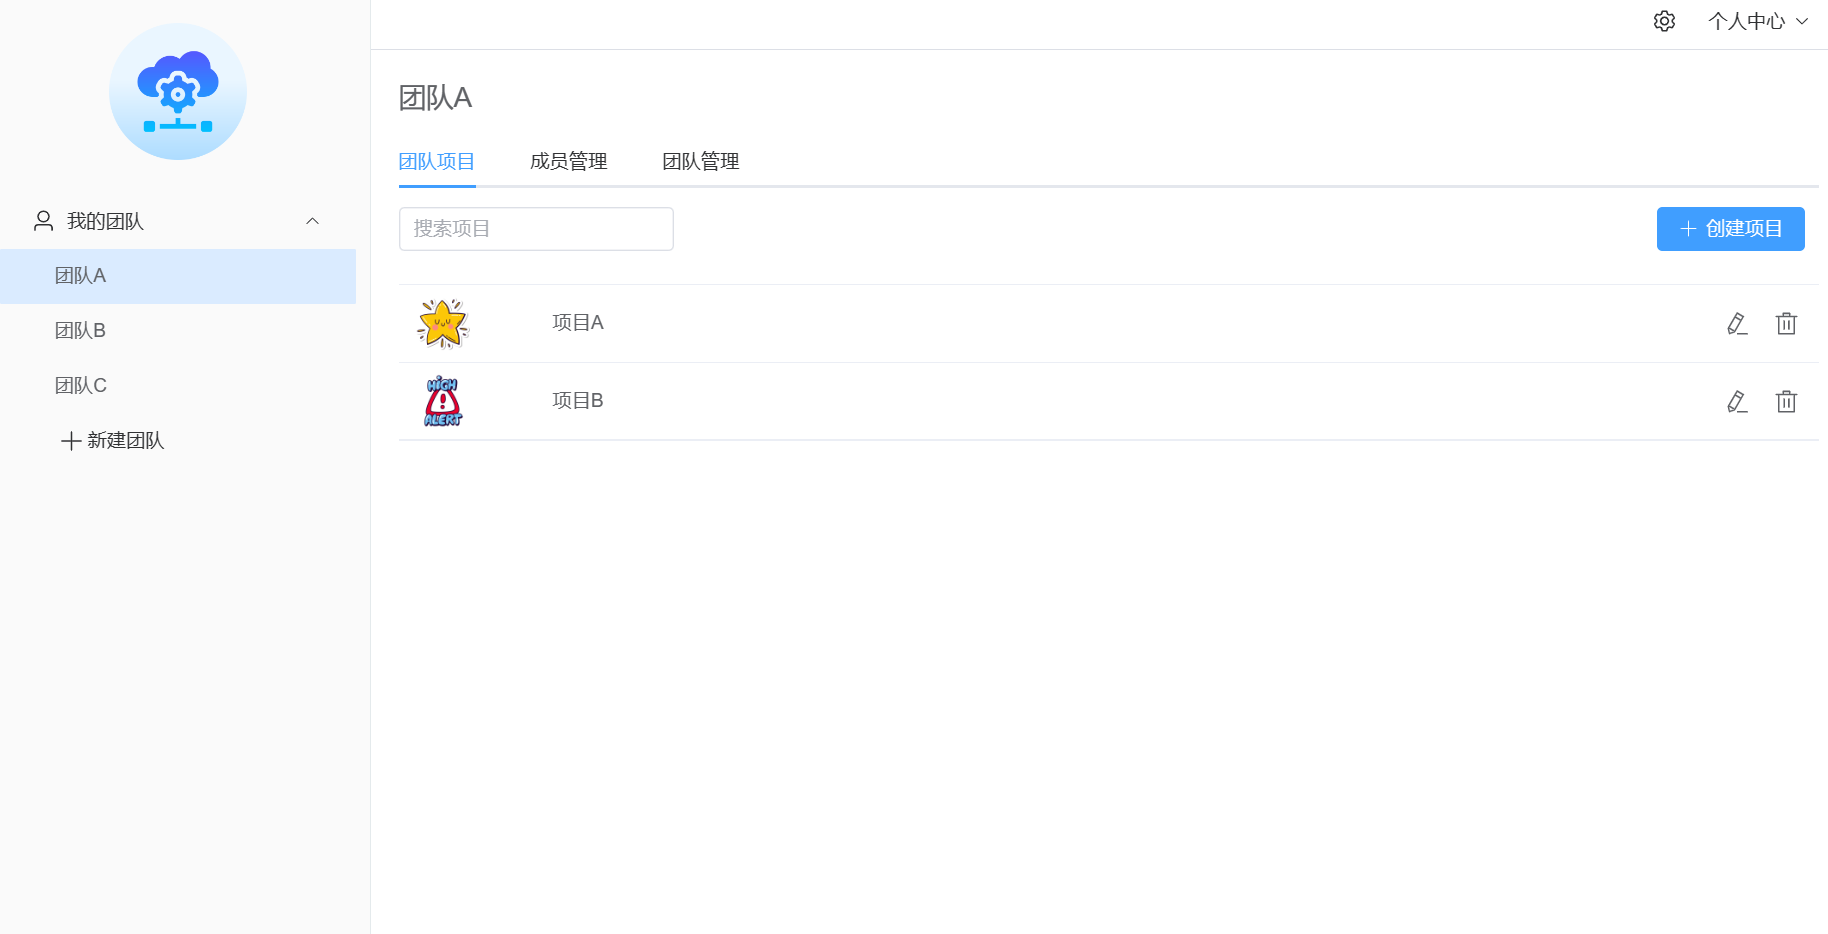 个人中心
我的团队
团队A
团队B
团队C
新建团队
团队A
团队项目 成员管理 团队管理
搜索项目 创建项目
项目A
HIGH
ALERT
项目B